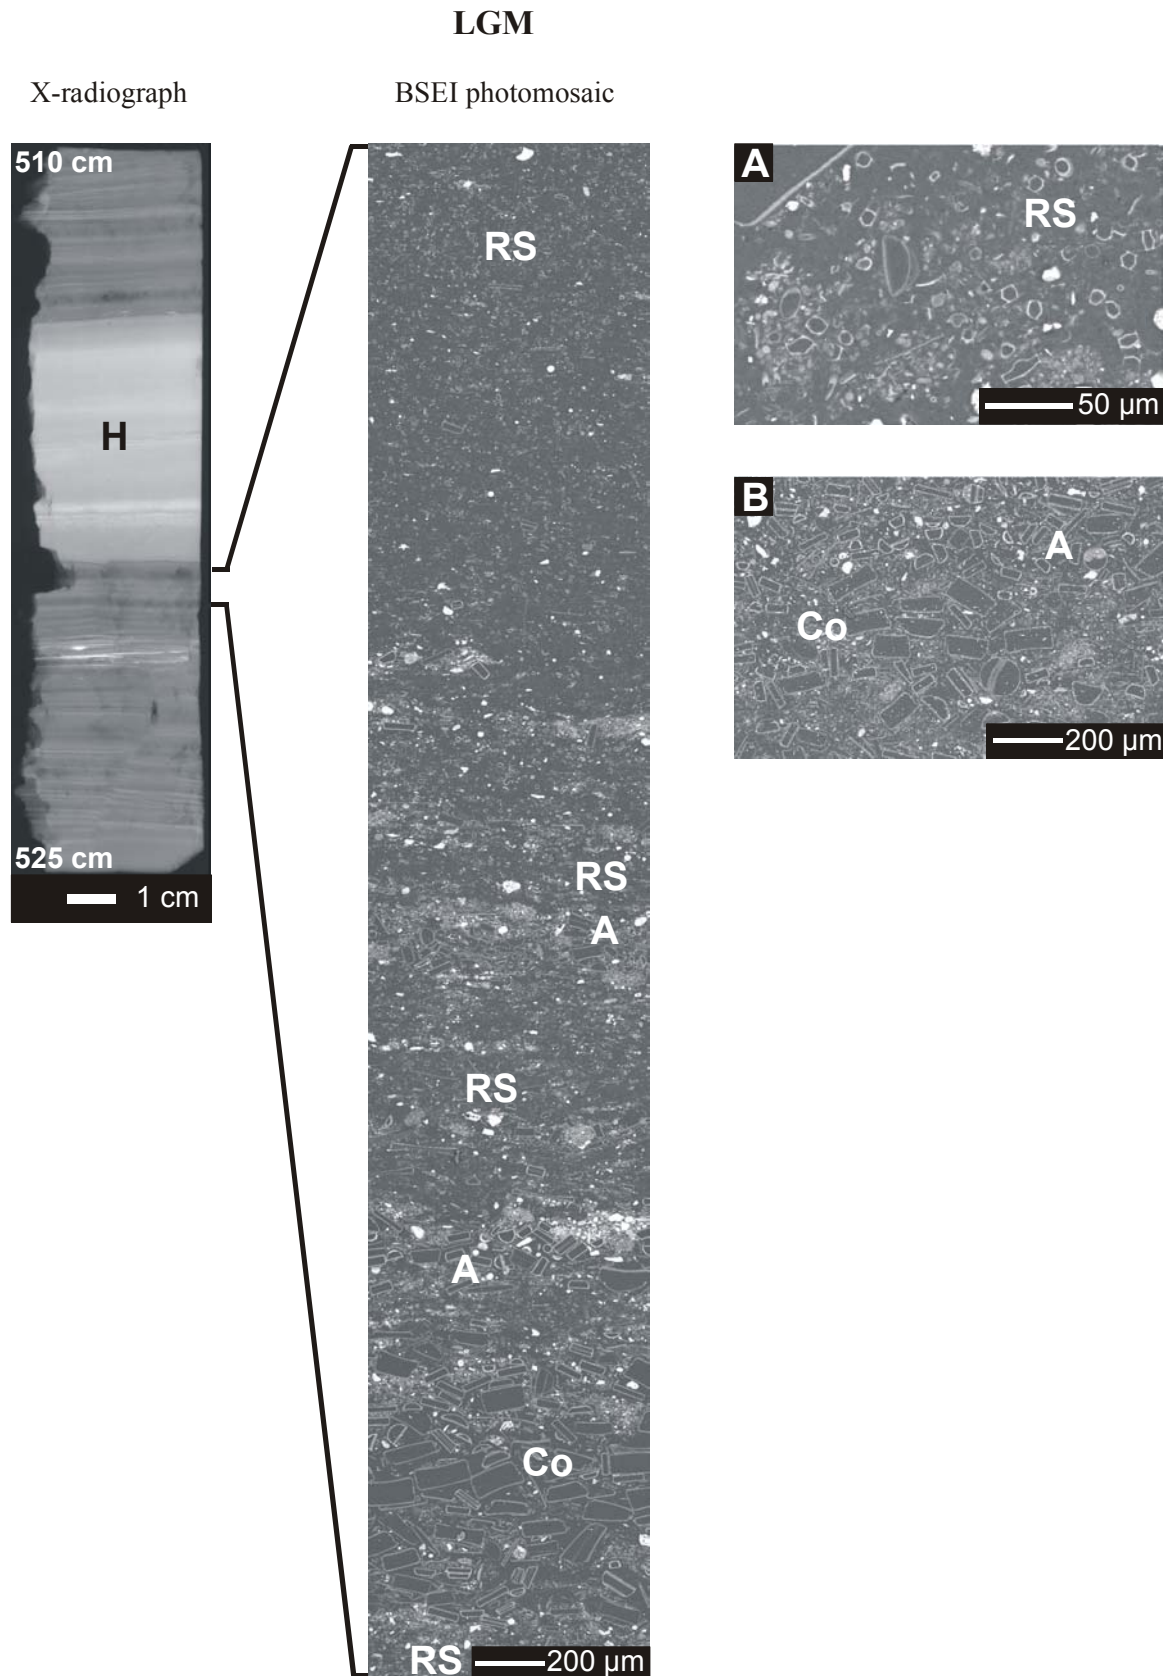 LGM
X-radiograph
BSEI photomosaic
510 cm
H
525 cm
1 cm
RS
RS
A
RS
A
Co
RS
200 µm
A
RS
50 µm
B
A
Co
200 µm